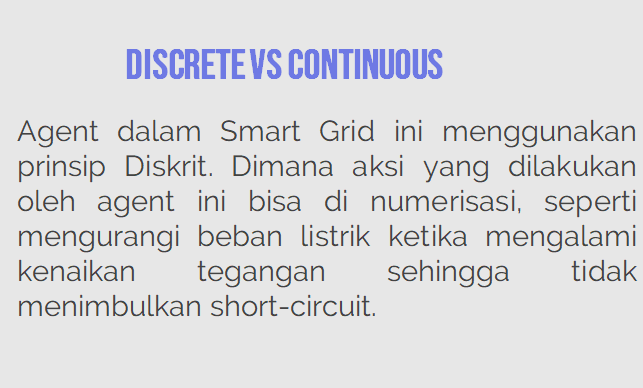 DISCRETE VS CONTINUOUS
Agent dalam Smart Grid ini menggunakan
prinsip Diskrit. Dimana aksi yang dilakukan
oleh agent ini bisa di numerisasi, seperti
mengurangi beban listrik ketika mengalami
kenaikan tegangan sehingga tidak
menimbulkan short-circuit.